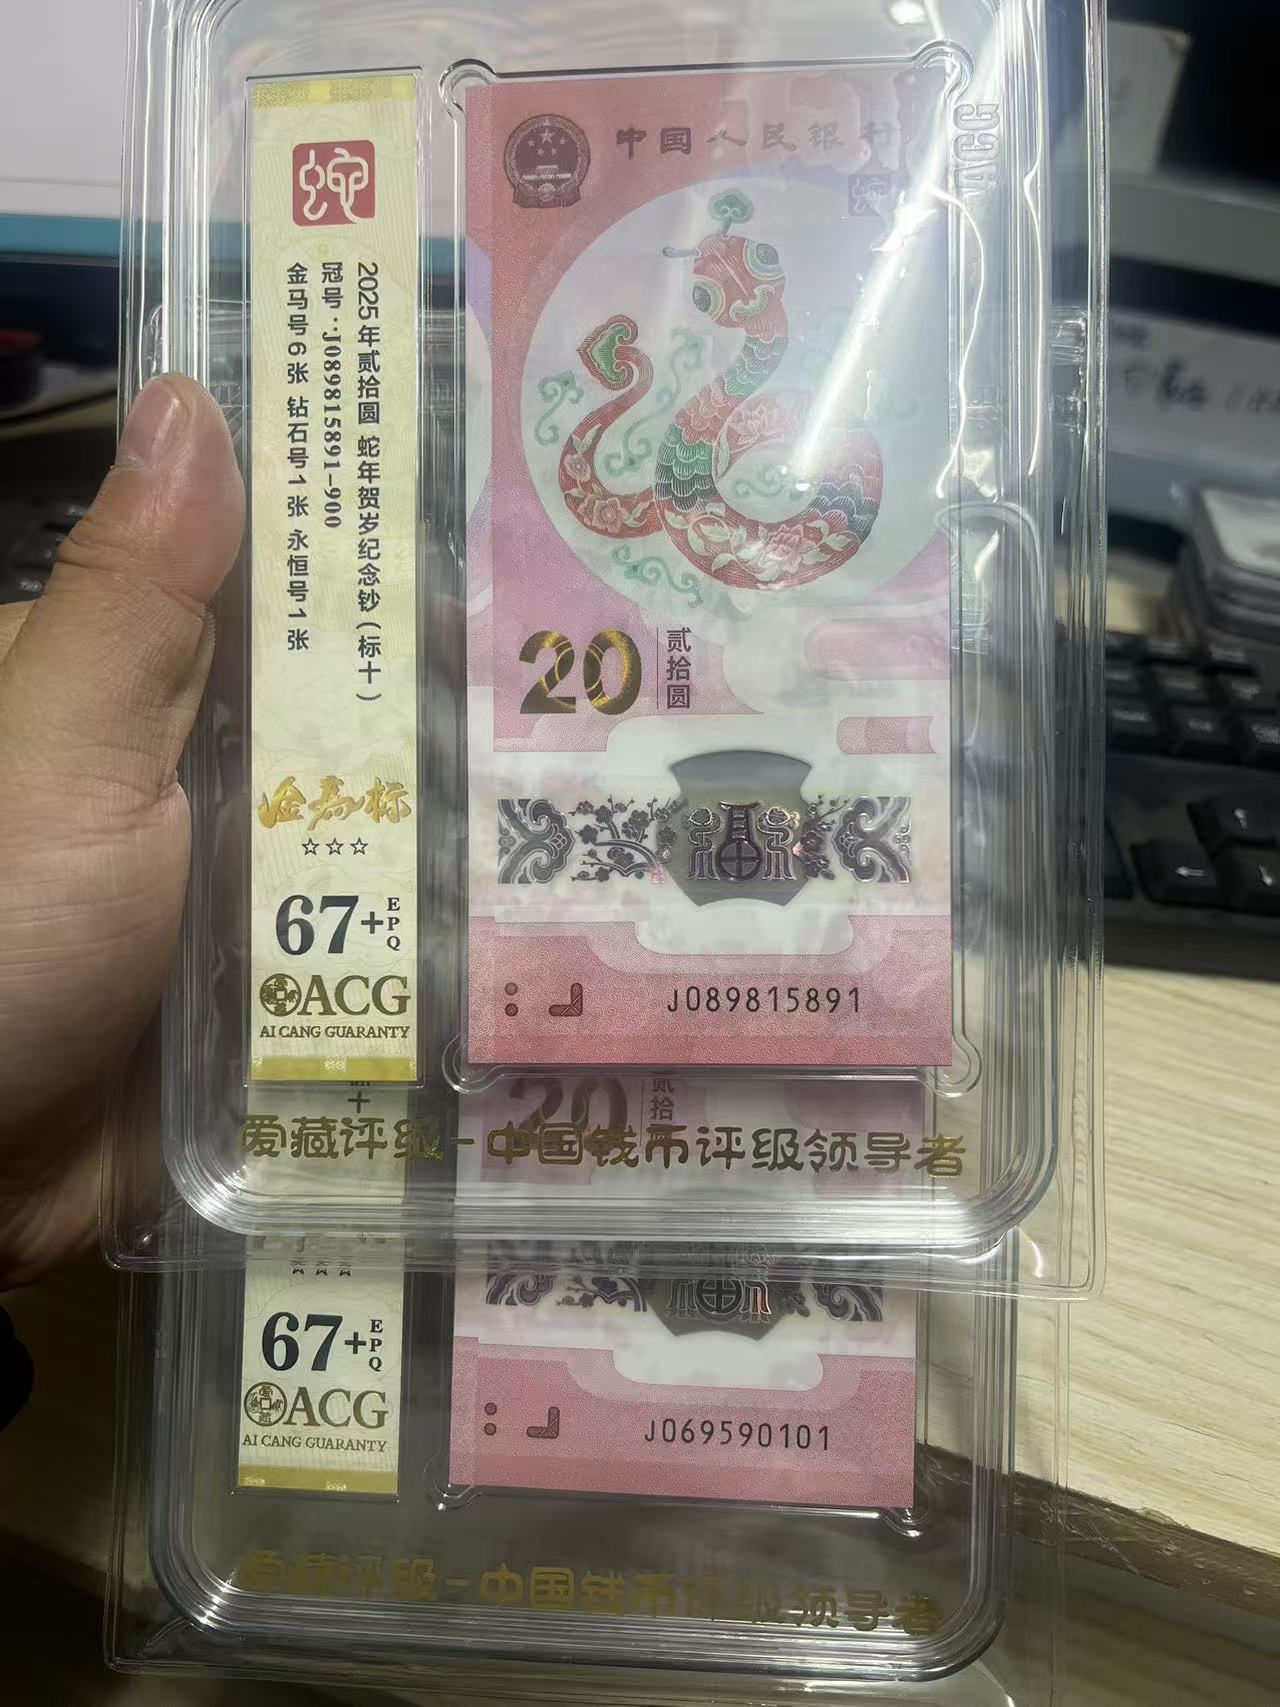 蛇
2025年贰拾圆 蛇年贺岁纪念钞(标十)
冠号:J089815891-900
金马号6张 钻石号1张 永恒号1张
金马标
☆☆☆
67+EPQ
ACG
AI CANG GUARANTY
中国人民银行
20 贰拾圆
J089815891
ACG
爱藏评级-中国钱币评级领导者
20 贰拾
67+EPQ
ACG
AI CANG GUARANTY
J069590101
爱藏评级-中国钱币评级领导者